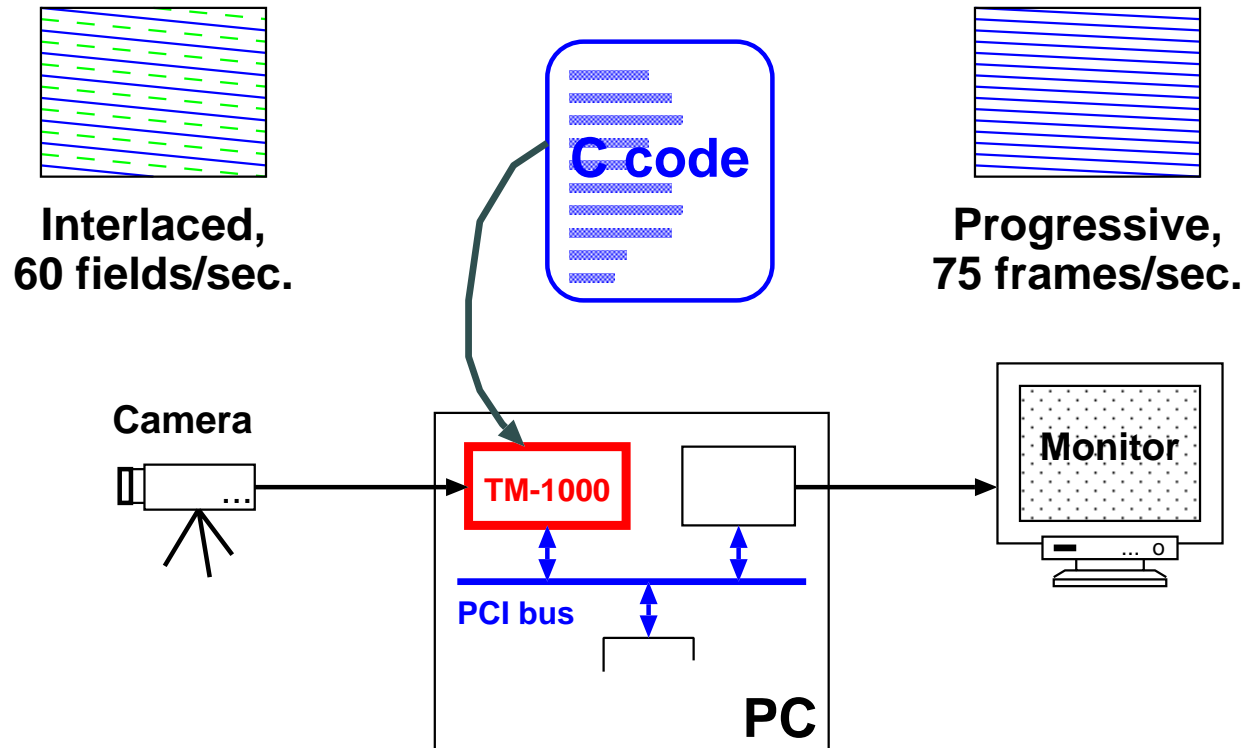 C code
Interlaced,
60 fields/sec.
Progressive,
75 frames/sec.
Camera
Monitor
TM-1000
PCI bus
PC